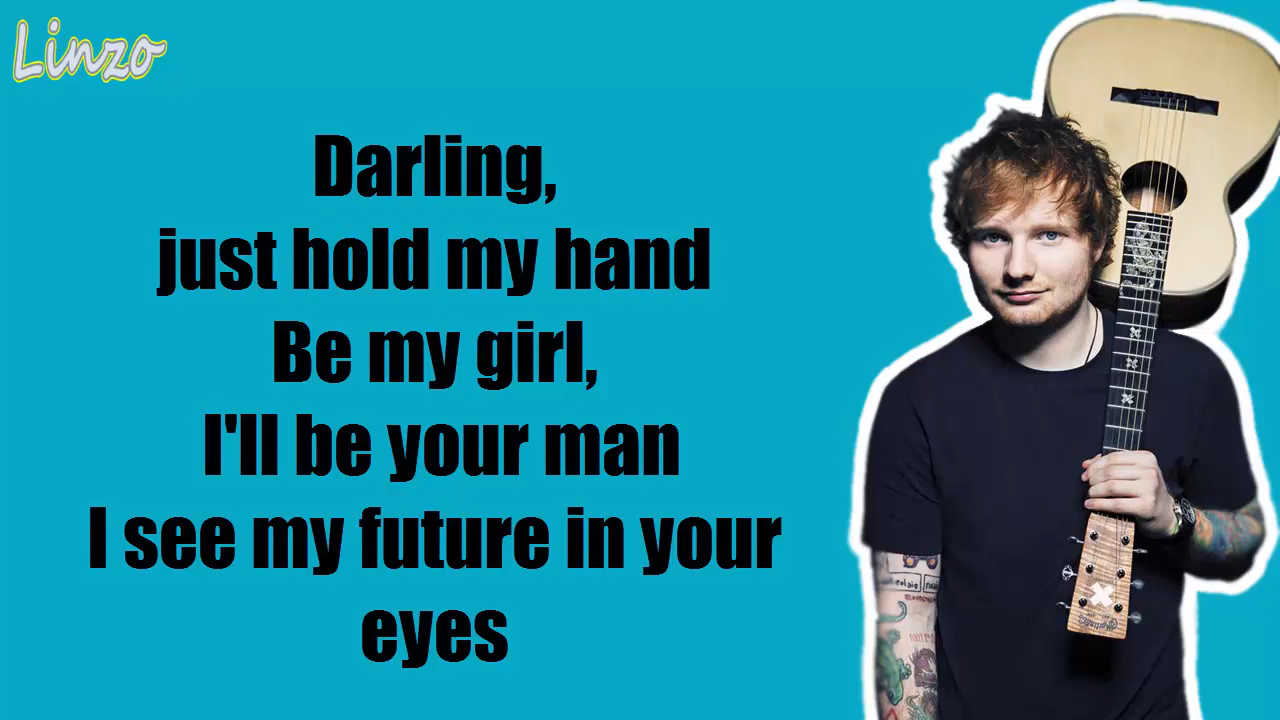 Linzo
Darling,
just hold my hand
Be my girl,
I'll be your man
I see my future in your
eyes